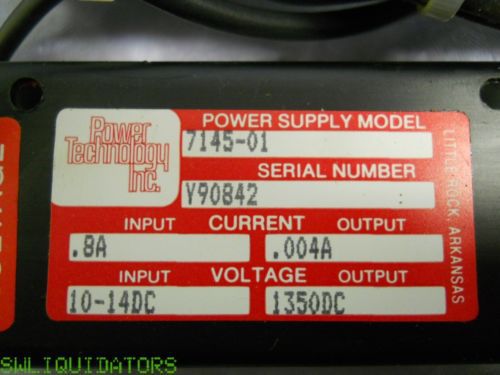 Power
Technology
Inc.
POWER SUPPLY MODEL
7145-01
SERIAL NUMBER
Y90842 :
INPUT CURRENT OUTPUT
.8A .004A
INPUT VOLTAGE OUTPUT
10-14DC 1350DC
LITTLE ROCK, ARKANSAS
SWLIQUIDATORS